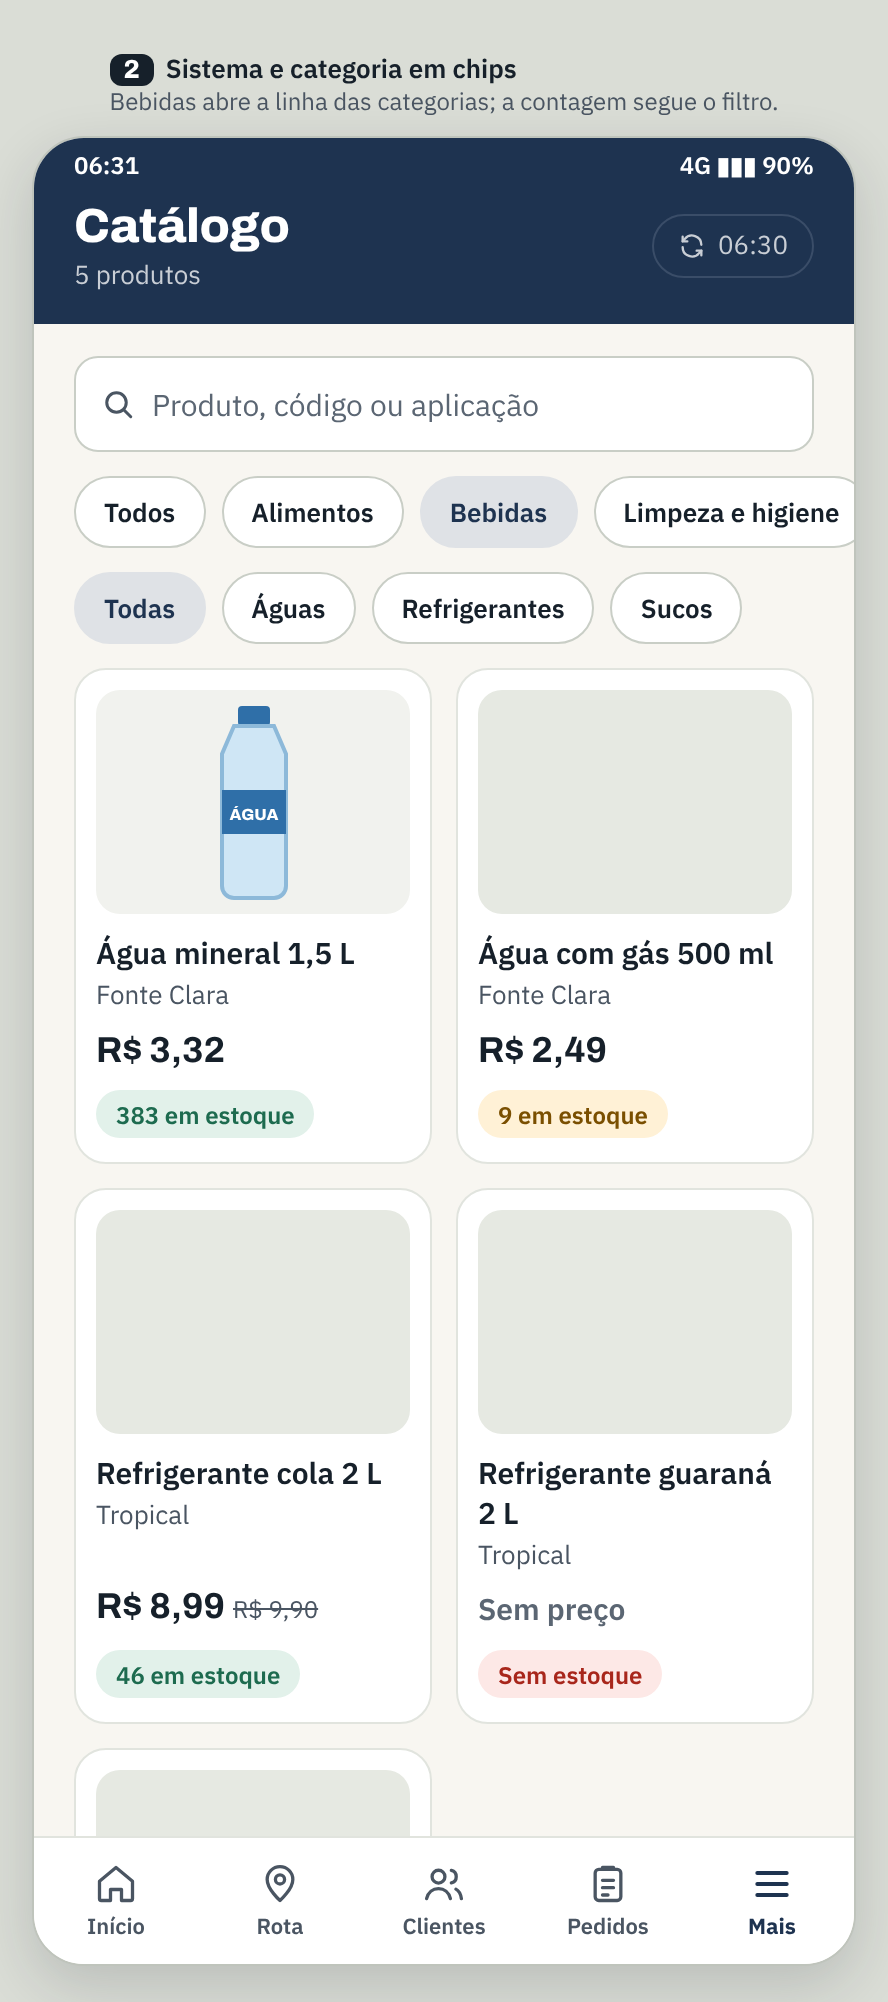 2 Sistema e categoria em chips
Bebidas abre a linha das categorias; a contagem segue o filtro.
06:31
4G 90%
Catálogo
5 produtos
06:30
Produto, código ou aplicação
Todos
Alimentos
Bebidas
Limpeza e higiene
Todas
Águas
Refrigerantes
Sucos
ÁGUA
Água mineral 1,5 L
Fonte Clara
R$ 3,32
383 em estoque
Água com gás 500 ml
Fonte Clara
R$ 2,49
9 em estoque
Refrigerante cola 2 L
Tropical
R$ 8,99 R$ 9,90
46 em estoque
Refrigerante guaraná
2 L
Tropical
Sem preço
Sem estoque
Início
Rota
Clientes
Pedidos
Mais